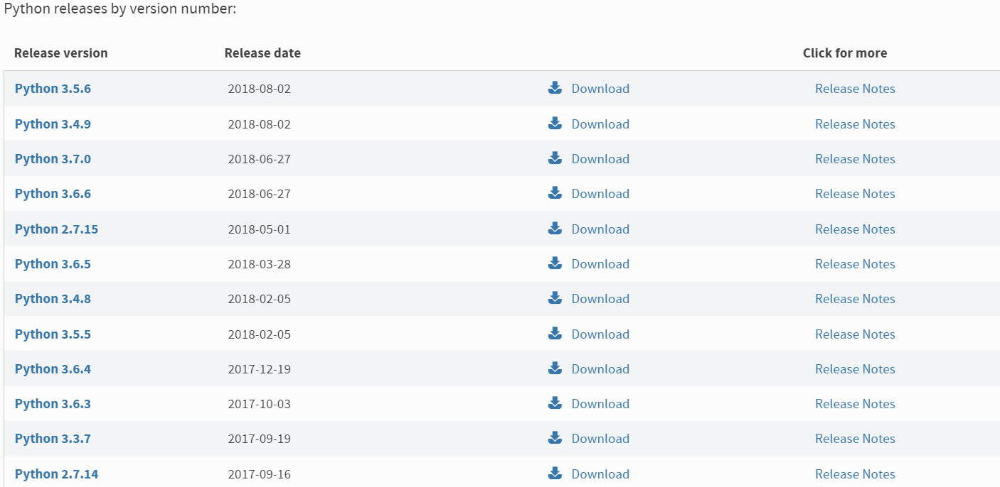 Python releases by version number:
Release version Release date Click for more
Python 3.5.6 2018-08-02 Download Release Notes
Python 3.4.9 2018-08-02 Download Release Notes
Python 3.7.0 2018-06-27 Download Release Notes
Python 3.6.6 2018-06-27 Download Release Notes
Python 2.7.15 2018-05-01 Download Release Notes
Python 3.6.5 2018-03-28 Download Release Notes
Python 3.4.8 2018-02-05 Download Release Notes
Python 3.5.5 2018-02-05 Download Release Notes
Python 3.6.4 2017-12-19 Download Release Notes
Python 3.6.3 2017-10-03 Download Release Notes
Python 3.3.7 2017-09-19 Download Release Notes
Python 2.7.14 2017-09-16 Download Release Notes